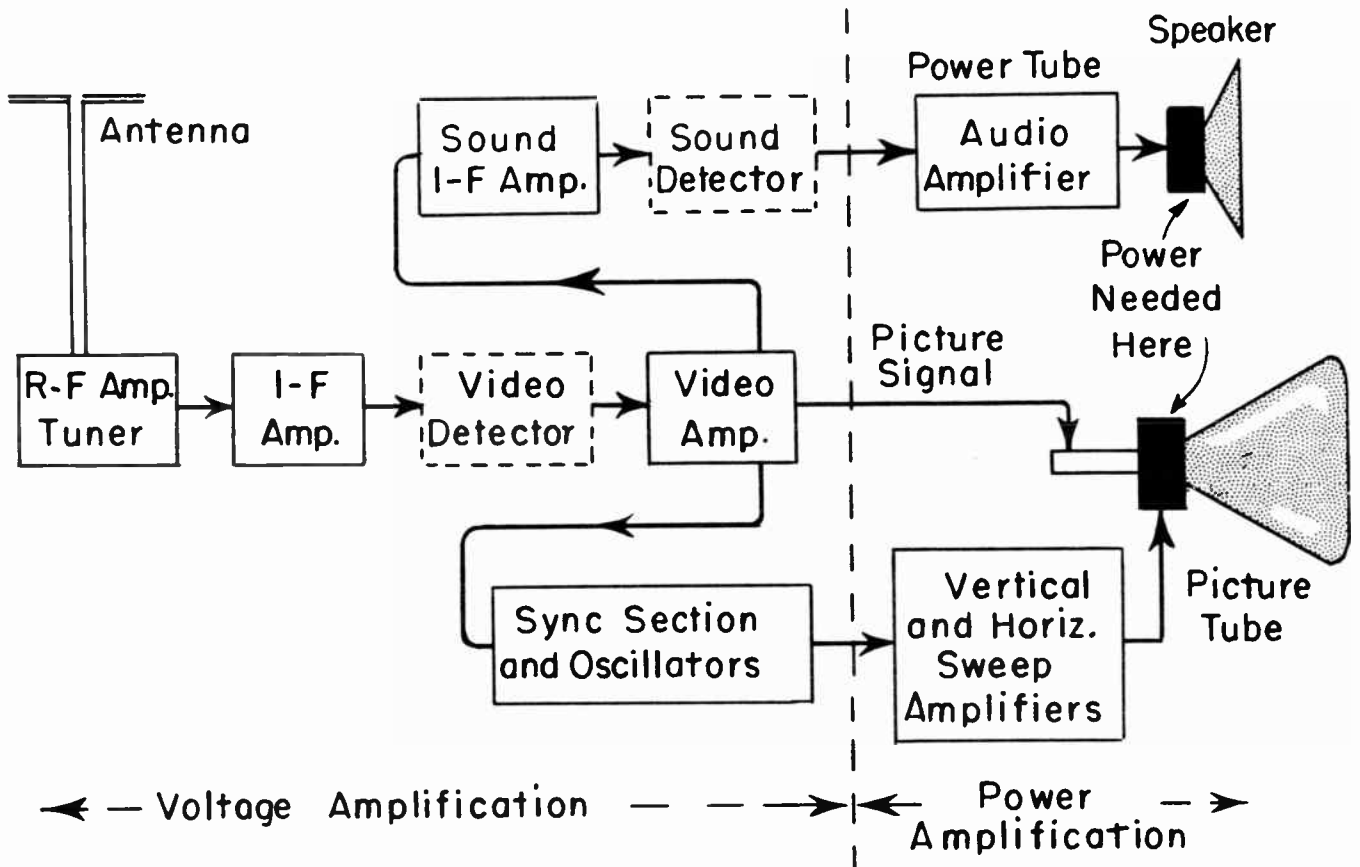 Speaker
Power Tube
Antenna
Sound
I-F Amp.
Sound
Detector
Audio
Amplifier
Power
Needed
Here
Picture
Signal
R-F Amp.
Tuner
I-F
Amp.
Video
Detector
Video
Amp.
Sync Section
and Oscillators
Vertical
and Horiz.
Sweep
Amplifiers
Picture
Tube
Voltage Amplification
Power
Amplification